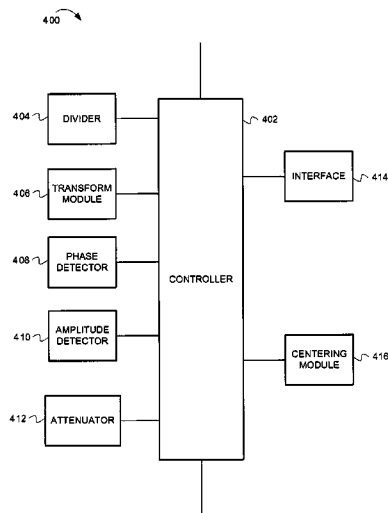 400
404
DIVIDER
402
406
TRANSFORM
MODULE
INTERFACE
414
408
PHASE
DETECTOR
CONTROLLER
410
AMPLITUDE
DETECTOR
CENTERING
MODULE
416
412
ATTENUATOR